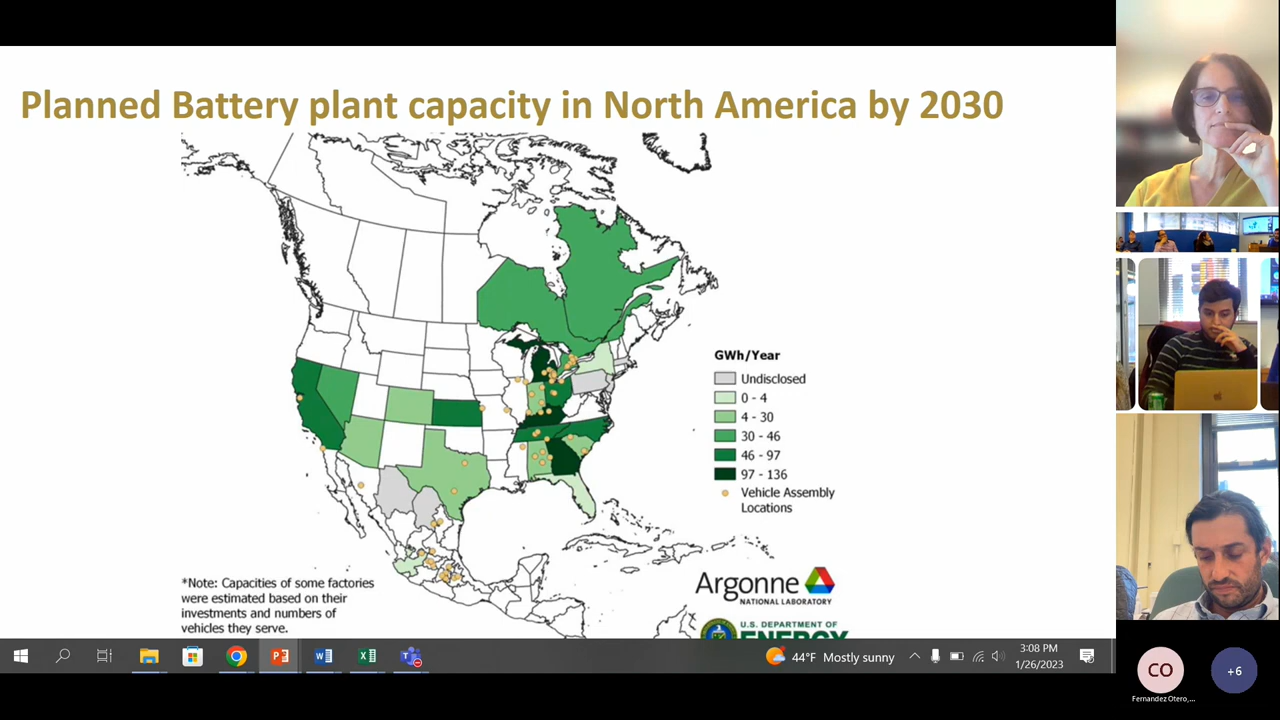 Planned Battery plant capacity in North America by 2030
GWh/Year
Undisclosed
0 - 4
4 - 30
30 - 46
46 - 97
97 - 136
Vehicle Assembly
Locations
*Note: Capacities of some factories
were estimated based on their
investments and numbers of
vehicles they serve.
Argonne
NATIONAL LABORATORY
U.S. DEPARTMENT OF
ENERGY
44°F Mostly sunny
3:08 PM
1/26/2023
CO
+6
Fernandez Otero,...